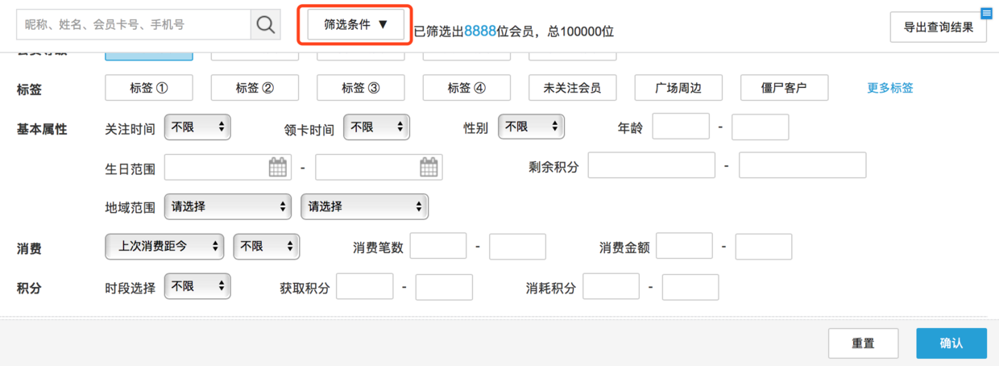 昵称、姓名、会员卡号、手机号 筛选条件 ▼ 已筛选出8888位会员，总100000位 导出查询结果
标签 标签 ① 标签 ② 标签 ③ 标签 ④ 未关注会员 广场周边 僵尸客户 更多标签
基本属性 关注时间 不限 领卡时间 不限 性别 不限 年龄 -
生日范围 - 剩余积分 -
地域范围 请选择 请选择
消费 上次消费距今 不限 消费笔数 - 消费金额 -
积分 时段选择 不限 获取积分 - 消耗积分 -
重置 确认